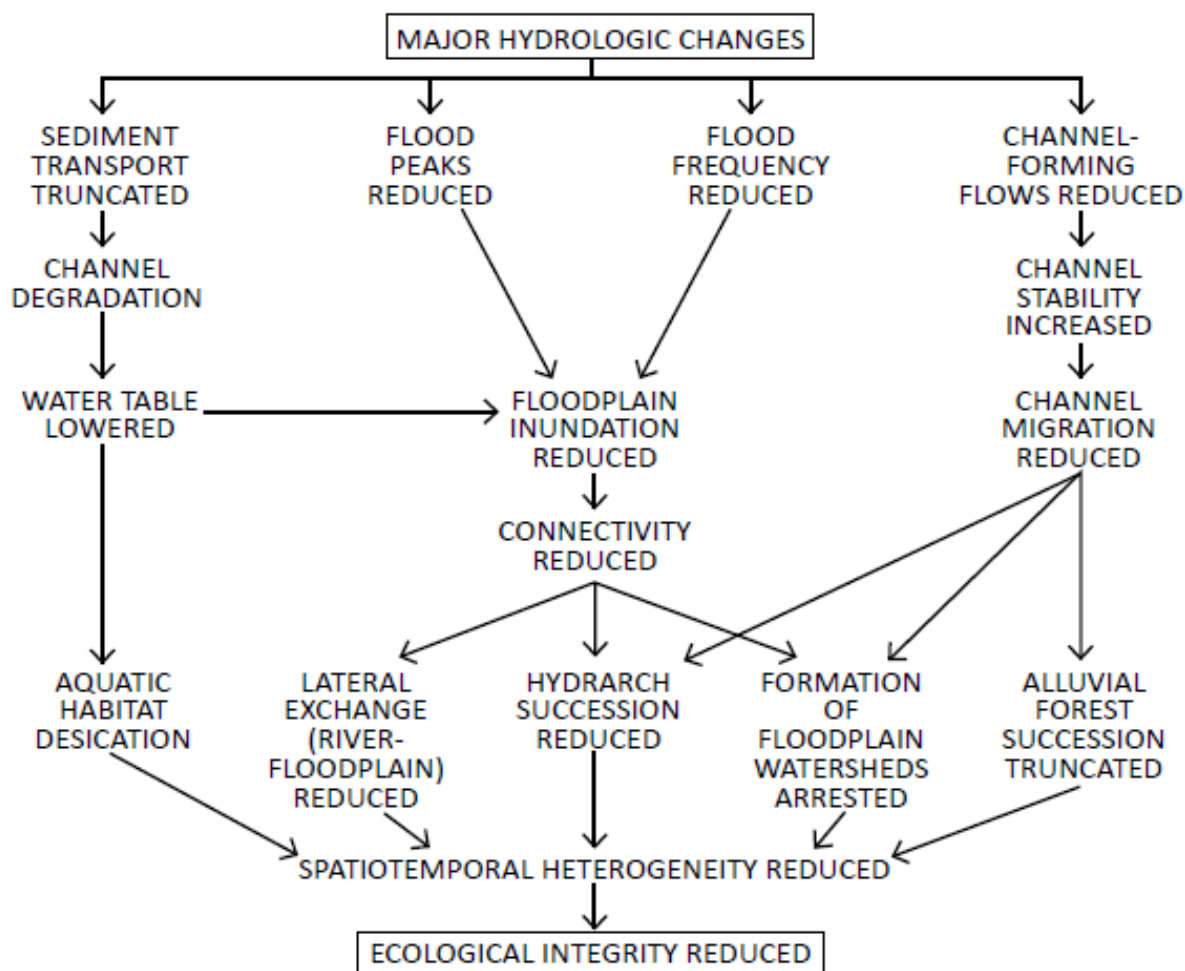 MAJOR HYDROLOGIC CHANGES
SEDIMENT
TRANSPORT
TRUNCATED
FLOOD
PEAKS
REDUCED
FLOOD
FREQUENCY
REDUCED
CHANNEL-
FORMING
FLOWS REDUCED
CHANNEL
DEGRADATION
CHANNEL
STABILITY
INCREASED
WATER TABLE
LOWERED
FLOODPLAIN
INUNDATION
REDUCED
CHANNEL
MIGRATION
REDUCED
CONNECTIVITY
REDUCED
AQUATIC
HABITAT
DESICATION
LATERAL
EXCHANGE
(RIVER-
FLOODPLAIN)
REDUCED
HYDRARCH
SUCCESSION
REDUCED
FORMATION
OF
FLOODPLAIN
WATERSHEDS
ARRESTED
ALLUVIAL
FOREST
SUCCESSION
TRUNCATED
SPATIOTEMPORAL HETEROGENEITY REDUCED
ECOLOGICAL INTEGRITY REDUCED